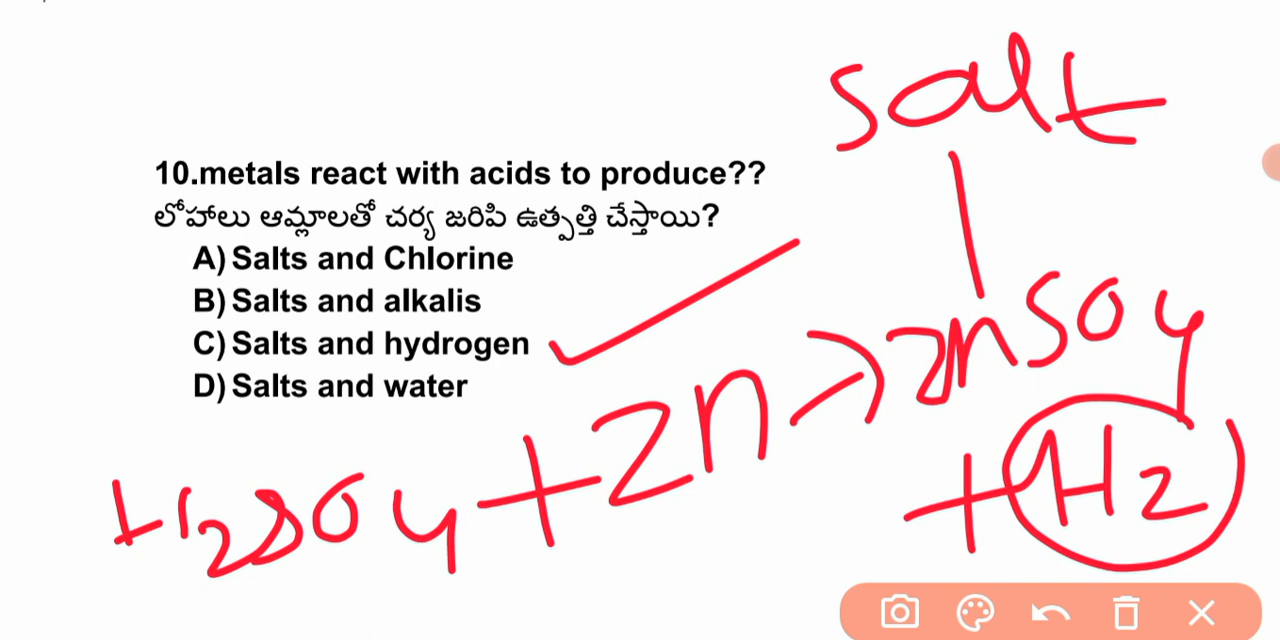 salt
10.metals react with acids to produce??
లోహాలు ఆమ్లాలతో చర్య జరిపి ఉత్పత్తి చేస్తాయి?
A) Salts and Chlorine
B) Salts and alkalis
C) Salts and hydrogen
D) Salts and water
H2SO4 + Zn → ZnSO4
+ H2